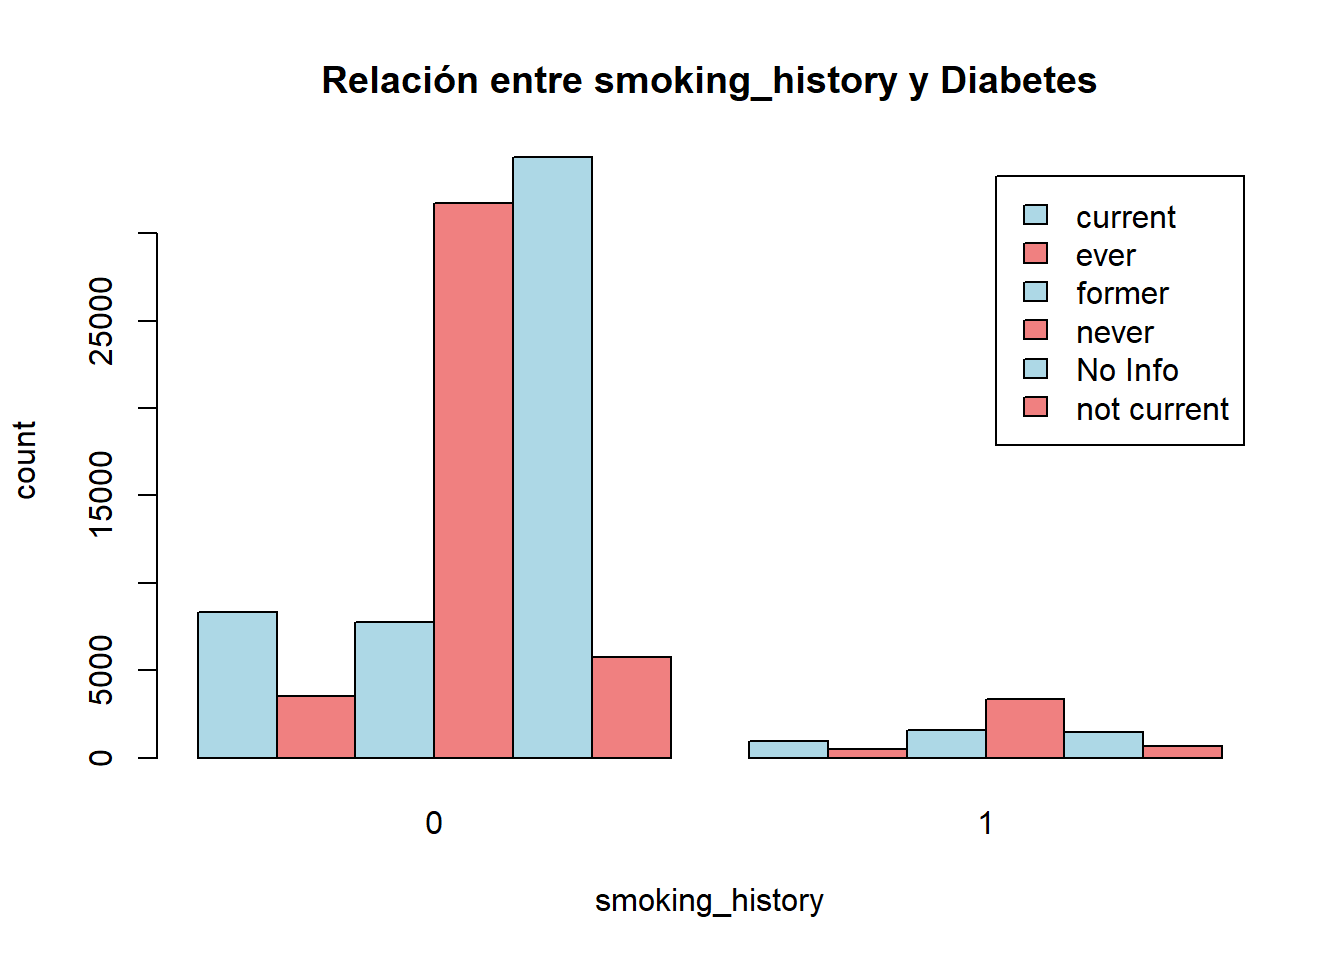 Relación entre smoking_history y Diabetes
current
ever
former
never
No Info
not current
count
25000
15000
5000
0
0
1
smoking_history